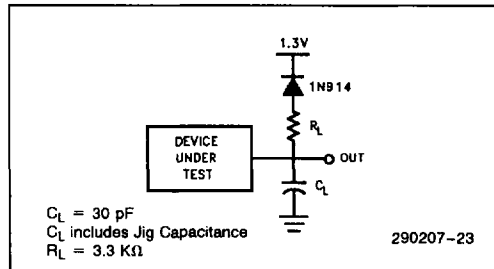 1.3V
1N914
R_L
DEVICE
UNDER
TEST
OUT
C_L
C_L = 30 pF
C_L includes Jig Capacitance
R_L = 3.3 KΩ
290207-23